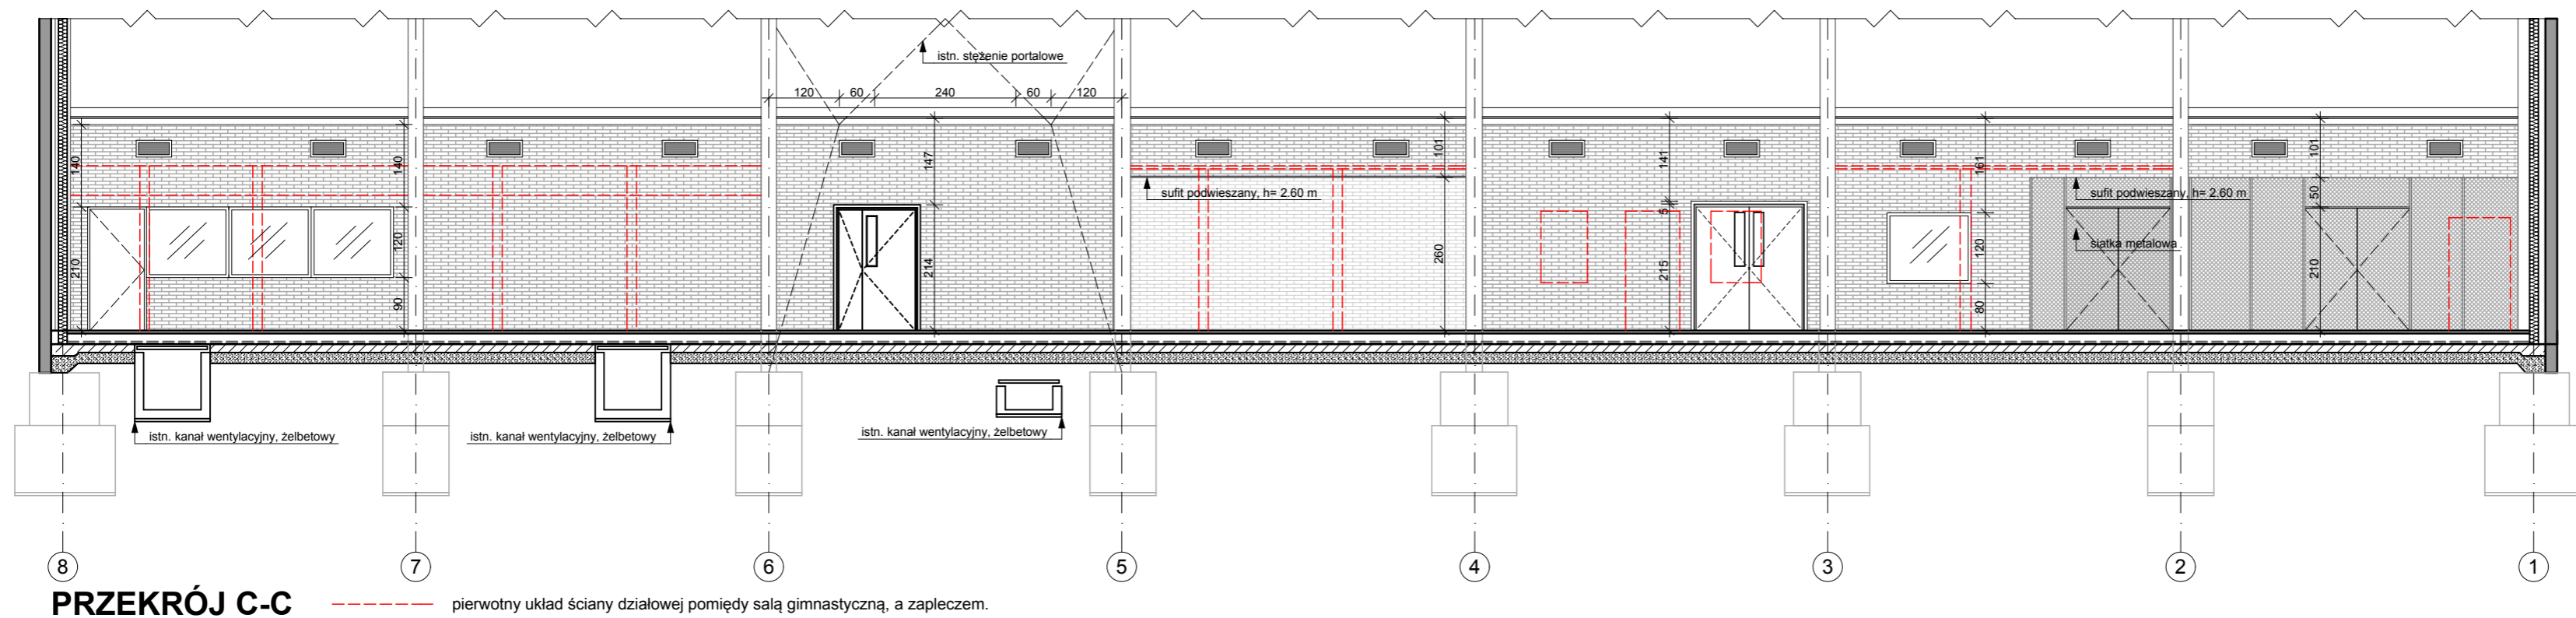 istn. stężenie portalowe
120 60 240 60 120
140 140 147 101 141 161 101
sufit podwieszany, h= 2.60 m
sufit podwieszany, h= 2.60 m
50
5
siatka metalowa
210 120 90 214 260 215 120 80 210
istn. kanał wentylacyjny, żelbetowy
istn. kanał wentylacyjny, żelbetowy
istn. kanał wentylacyjny, żelbetowy
8 7 6 5 4 3 2 1
PRZEKRÓJ C-C
pierwotny układ ściany działowej pomiędy salą gimnastyczną, a zapleczem.